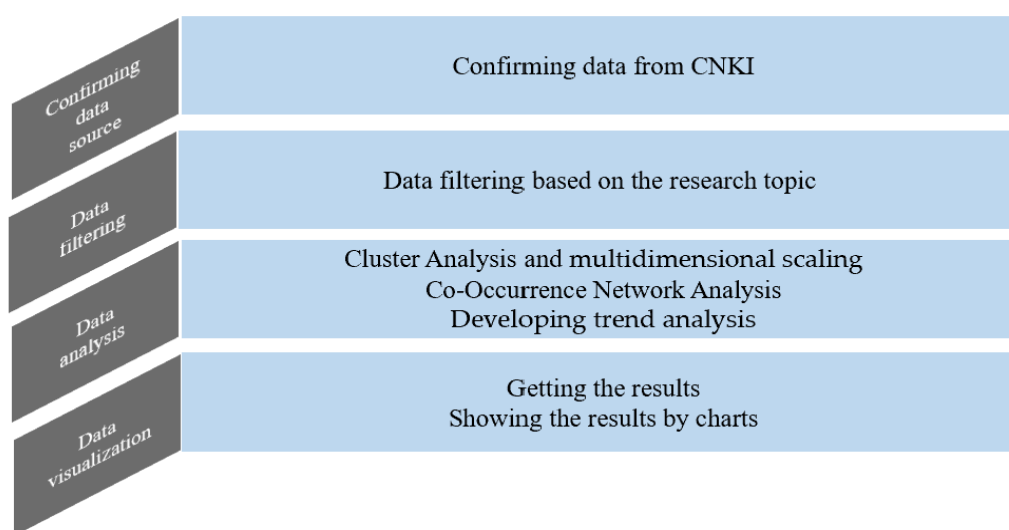 Confirming
data
source
Confirming data from CNKI
Data
filtering
Data filtering based on the research topic
Data
analysis
Cluster Analysis and multidimensional scaling
Co-Occurrence Network Analysis
Developing trend analysis
Data
visualization
Getting the results
Showing the results by charts